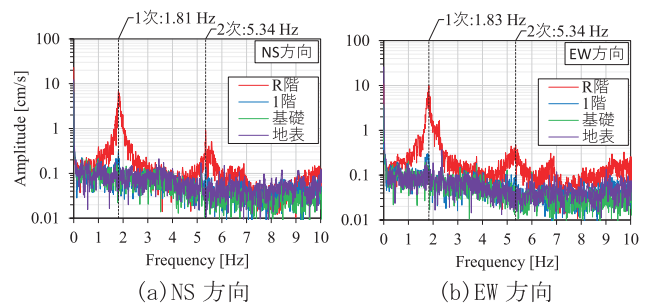 1次:1.81 Hz
2次:5.34 Hz
NS方向
R階
1階
基礎
地表
100
10
1
0.1
0.01
Amplitude [cm/s]
0 1 2 3 4 5 6 7 8 9 10
Frequency [Hz]
(a)NS 方向
1次:1.83 Hz
2次:5.34 Hz
EW方向
R階
1階
基礎
地表
100
10
1
0.1
0.01
0 1 2 3 4 5 6 7 8 9 10
Frequency [Hz]
(b)EW 方向